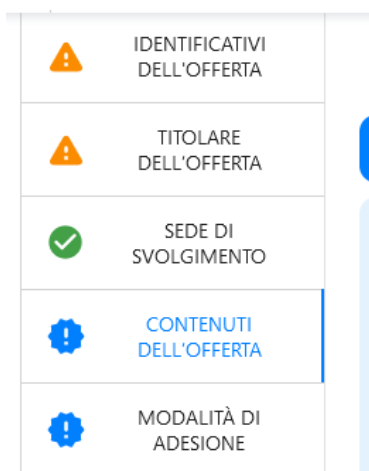 IDENTIFICATIVI
DELL'OFFERTA
TITOLARE
DELL'OFFERTA
SEDE DI
SVOLGIMENTO
CONTENUTI
DELL'OFFERTA
MODALITÀ DI
ADESIONE